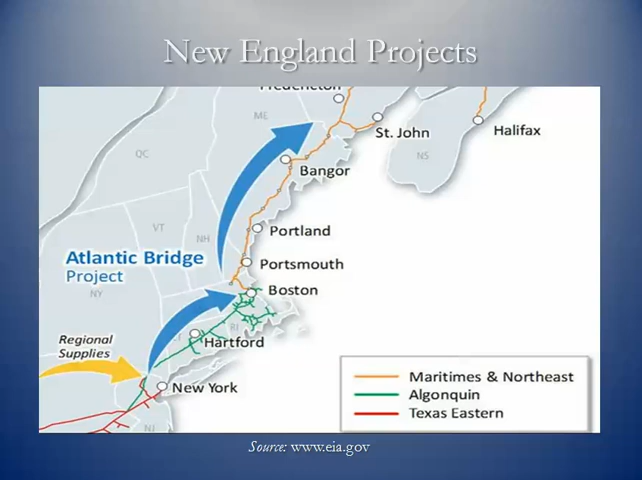 New England Projects
Fredericton
ME
St. John
Halifax
QC
NS
Bangor
VT
Portland
NH
Atlantic Bridge
Project
Portsmouth
NY
Boston
Regional
Supplies
CT
RI
Hartford
New York
NJ
Maritimes & Northeast
Algonquin
Texas Eastern
Source: www.eia.gov